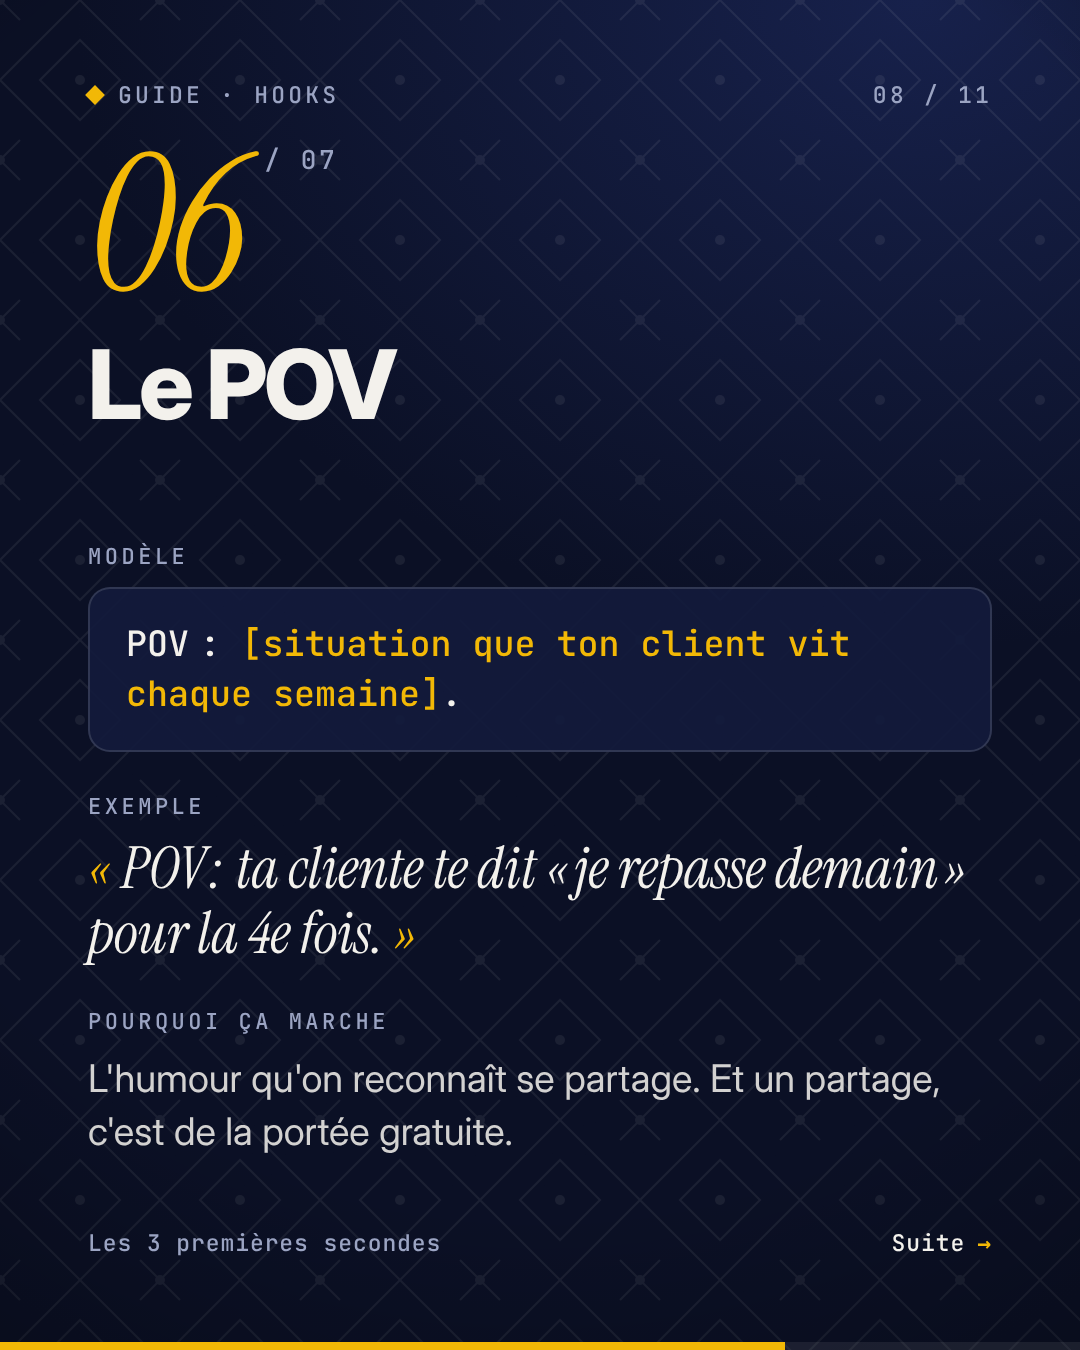 GUIDE · HOOKS
08 / 11
06 / 07
Le POV
MODÈLE
POV : [situation que ton client vit
chaque semaine].
EXEMPLE
« POV : ta cliente te dit « je repasse demain »
pour la 4e fois. »
POURQUOI ÇA MARCHE
L'humour qu'on reconnaît se partage. Et un partage,
c'est de la portée gratuite.
Les 3 premières secondes
Suite →